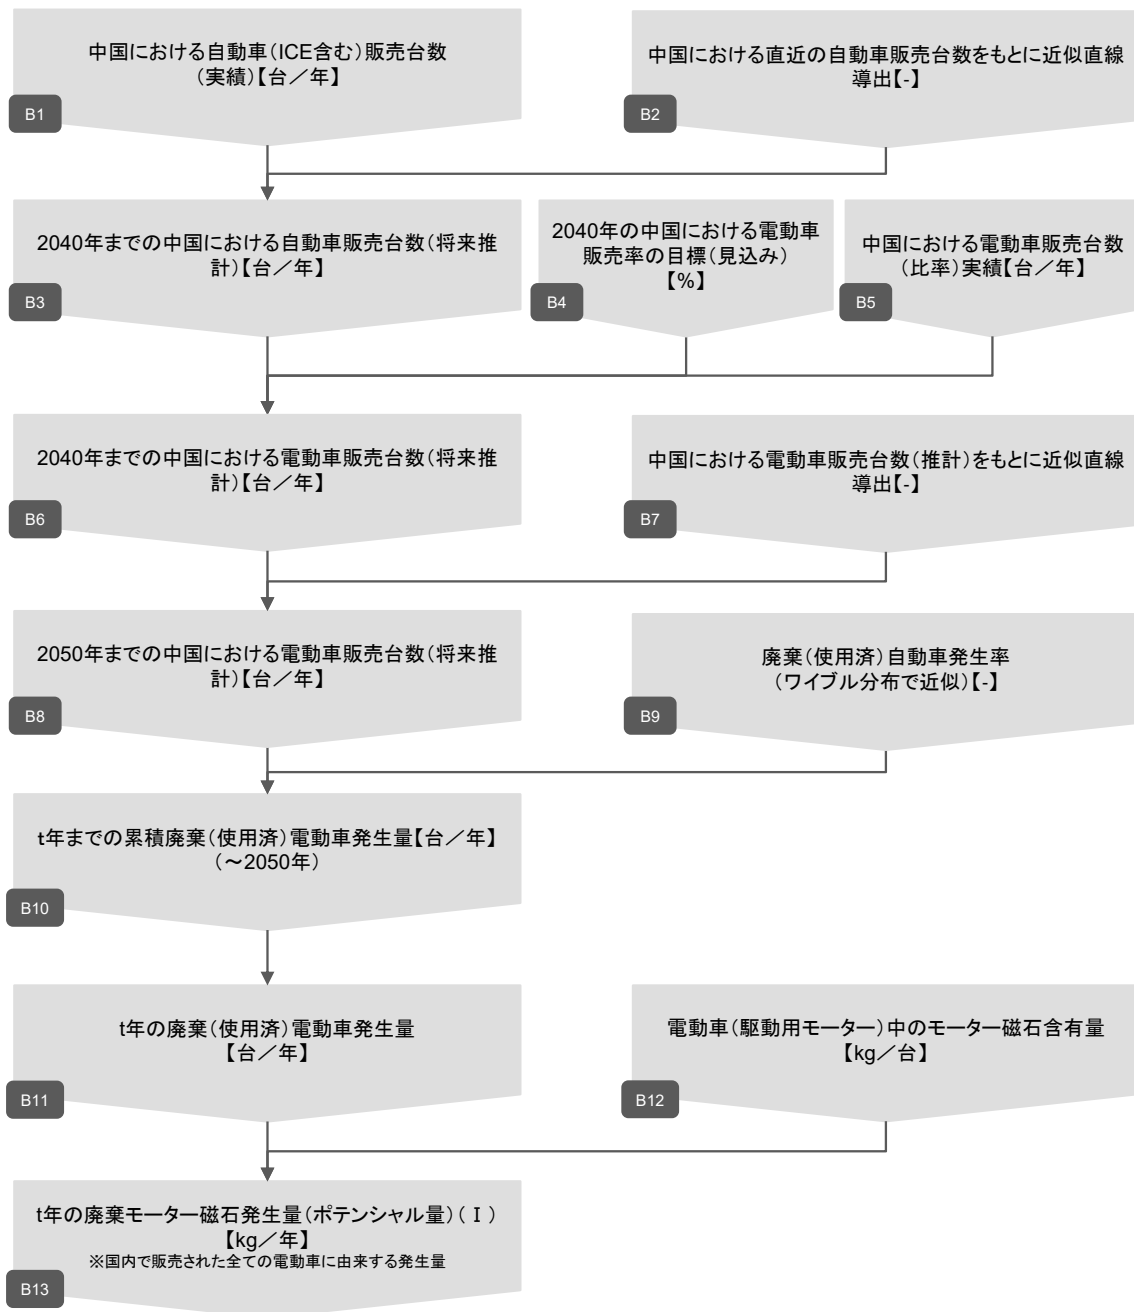 中国における自動車（ICE含む）販売台数
（実績）【台／年】
B1
中国における直近の自動車販売台数をもとに近似直線
導出【-】
B2
2040年までの中国における自動車販売台数（将来推
計）【台／年】
B3
2040年の中国における電動車
販売率の目標（見込み）
【%】
B4
中国における電動車販売台数
（比率）実績【台／年】
B5
2040年までの中国における電動車販売台数（将来推
計）【台／年】
B6
中国における電動車販売台数（推計）をもとに近似直線
導出【-】
B7
2050年までの中国における電動車販売台数（将来推
計）【台／年】
B8
廃棄（使用済）自動車発生率
（ワイブル分布で近似）【-】
B9
t年までの累積廃棄（使用済）電動車発生量【台／年】
（～2050年）
B10
t年の廃棄（使用済）電動車発生量
【台／年】
B11
電動車（駆動用モーター）中のモーター磁石含有量
【kg／台】
B12
t年の廃棄モーター磁石発生量（ポテンシャル量）（Ⅰ）
【kg／年】
※国内で販売された全ての電動車に由来する発生量
B13